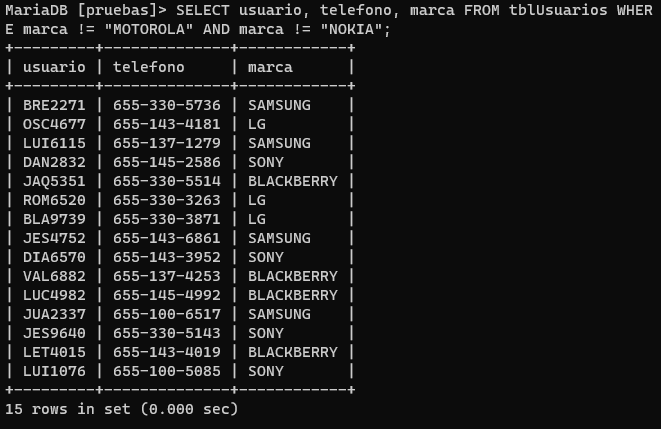 MariaDB [pruebas]> SELECT usuario, telefono, marca FROM tblUsuarios WHER
E marca != "MOTOROLA" AND marca != "NOKIA";
+---------+--------------+------------+
| usuario | telefono     | marca      |
+---------+--------------+------------+
| BRE2271 | 655-330-5736 | SAMSUNG    |
| OSC4677 | 655-143-4181 | LG         |
| LUI6115 | 655-137-1279 | SAMSUNG    |
| DAN2832 | 655-145-2586 | SONY       |
| JAQ5351 | 655-330-5514 | BLACKBERRY |
| ROM6520 | 655-330-3263 | LG         |
| BLA9739 | 655-330-3871 | LG         |
| JES4752 | 655-143-6861 | SAMSUNG    |
| DIA6570 | 655-143-3952 | SONY       |
| VAL6882 | 655-137-4253 | BLACKBERRY |
| LUC4982 | 655-145-4992 | BLACKBERRY |
| JUA2337 | 655-100-6517 | SAMSUNG    |
| JES9640 | 655-330-5143 | SONY       |
| LET4015 | 655-143-4019 | BLACKBERRY |
| LUI1076 | 655-100-5085 | SONY       |
+---------+--------------+------------+
15 rows in set (0.000 sec)